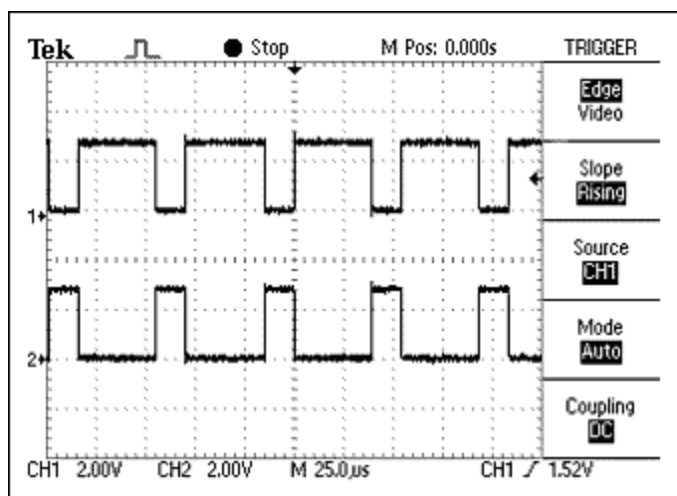 Tek Stop M Pos: 0.000s TRIGGER
Edge
Video
Slope
Rising
1
Source
CH1
Mode
Auto
2
Coupling
DC
CH1 2.00V CH2 2.00V M 25.0µs CH1 1.52V